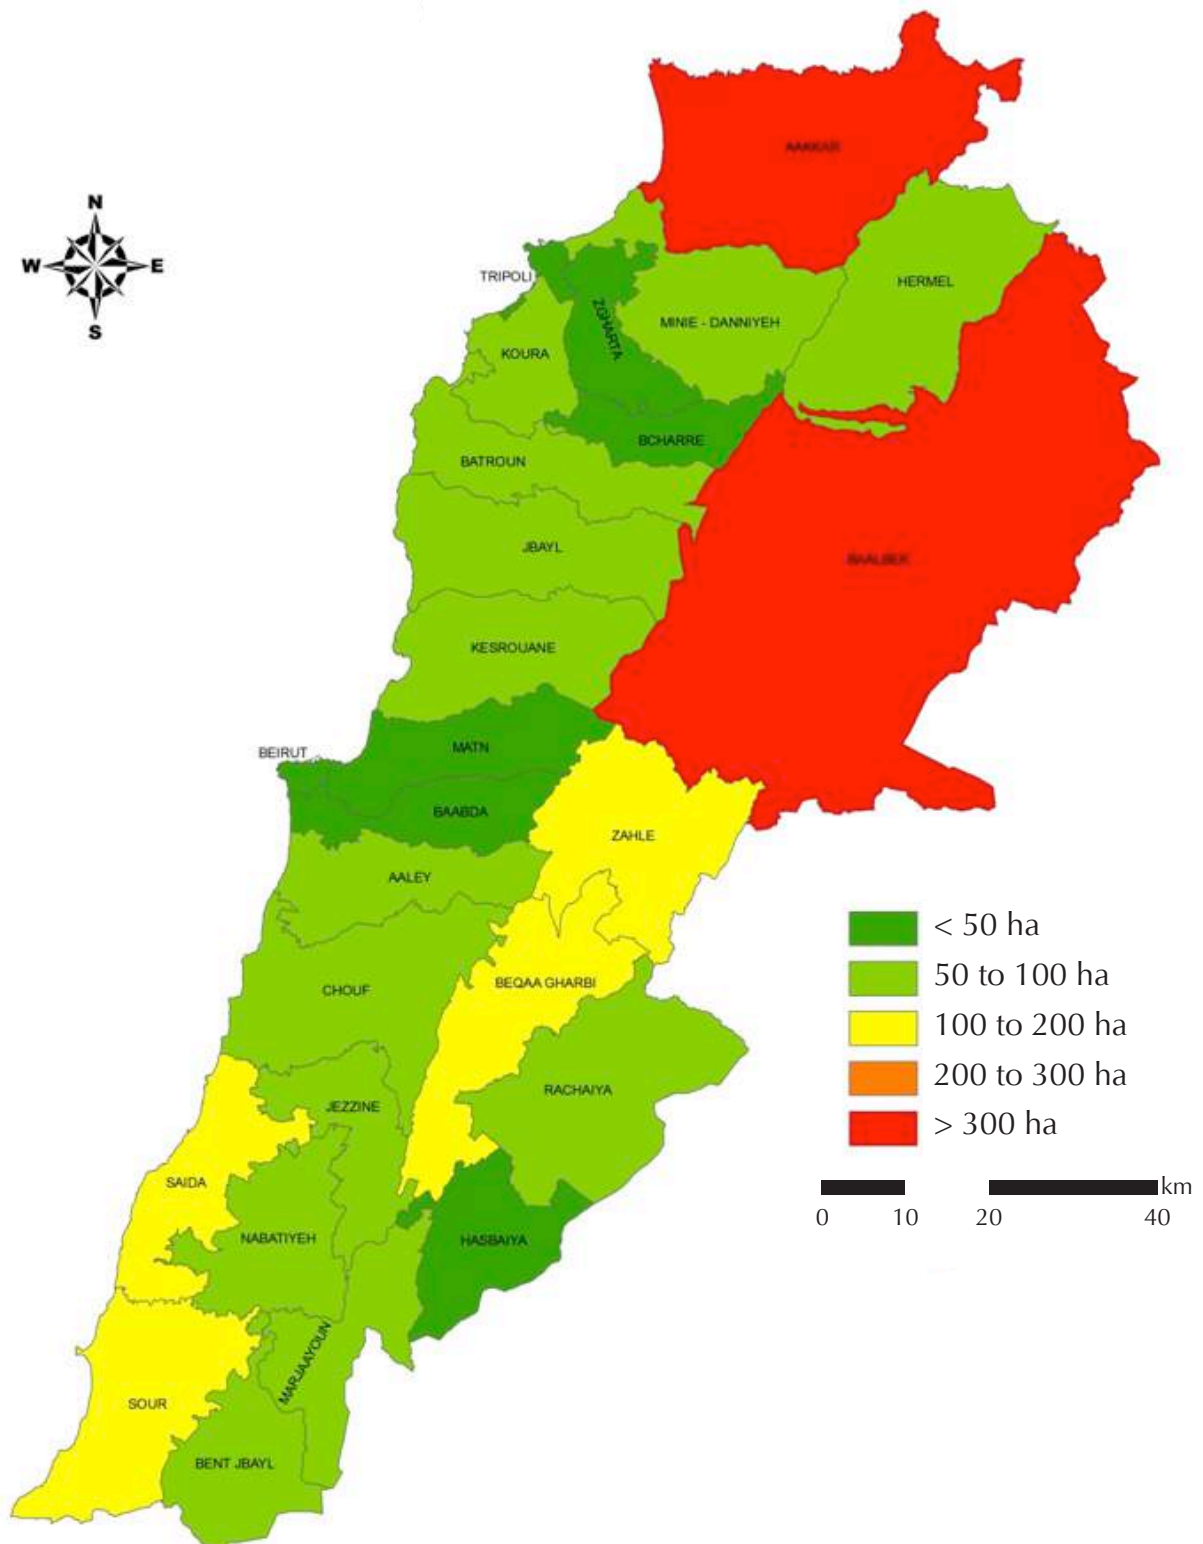 N
W E
S
AAKKAR
HERMEL
TRIPOLI
ZGHARTA
MINIE - DANNIYEH
KOURA
BCHARRE
BATROUN
JBAYL
BAALBEK
KESROUANE
MATN
BEIRUT
BAABDA
ZAHLE
AALEY
BEQAA GHARBI
CHOUF
RACHAIYA
JEZZINE
SAIDA
NABATIYEH
HASBAIYA
MARJAAYOUN
SOUR
BENT JBAYL
< 50 ha
50 to 100 ha
100 to 200 ha
200 to 300 ha
> 300 ha
km
0 10 20 40